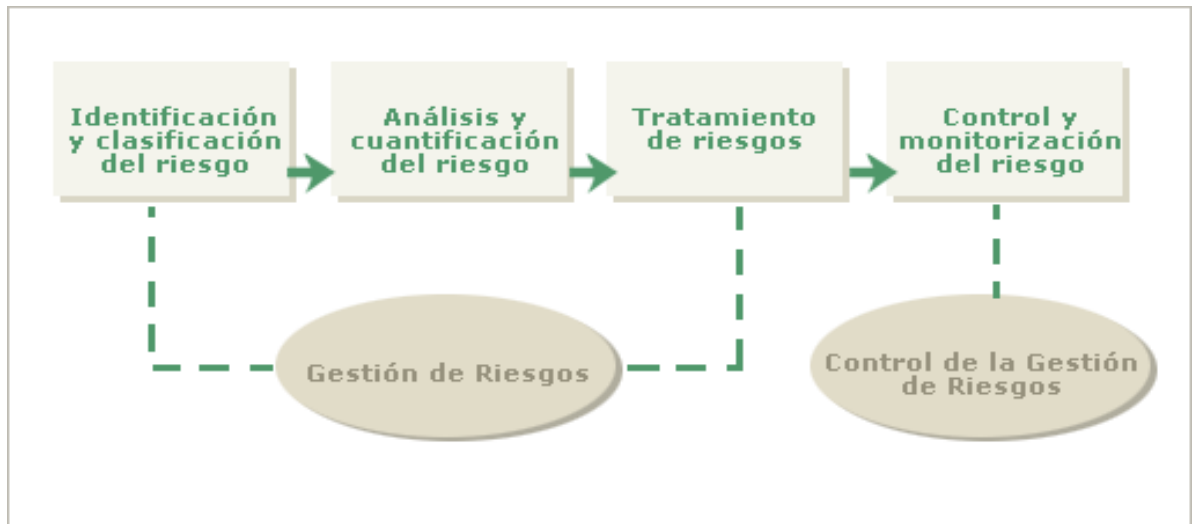 Identificación
y clasificación
del riesgo
Análisis y
cuantificación
del riesgo
Tratamiento
de riesgos
Control y
monitorización
del riesgo
Gestión de Riesgos
Control de la Gestión
de Riesgos